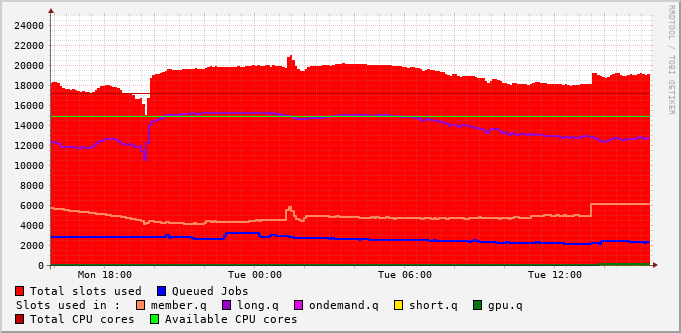 24000
22000
20000
18000
16000
14000
12000
10000
8000
6000
4000
2000
0
Mon 18:00 Tue 00:00 Tue 06:00 Tue 12:00
RRDTOOL / TOBI OETIKER
Total slots used Queued Jobs
Slots used in : member.q long.q ondemand.q short.q gpu.q
Total CPU cores Available CPU cores